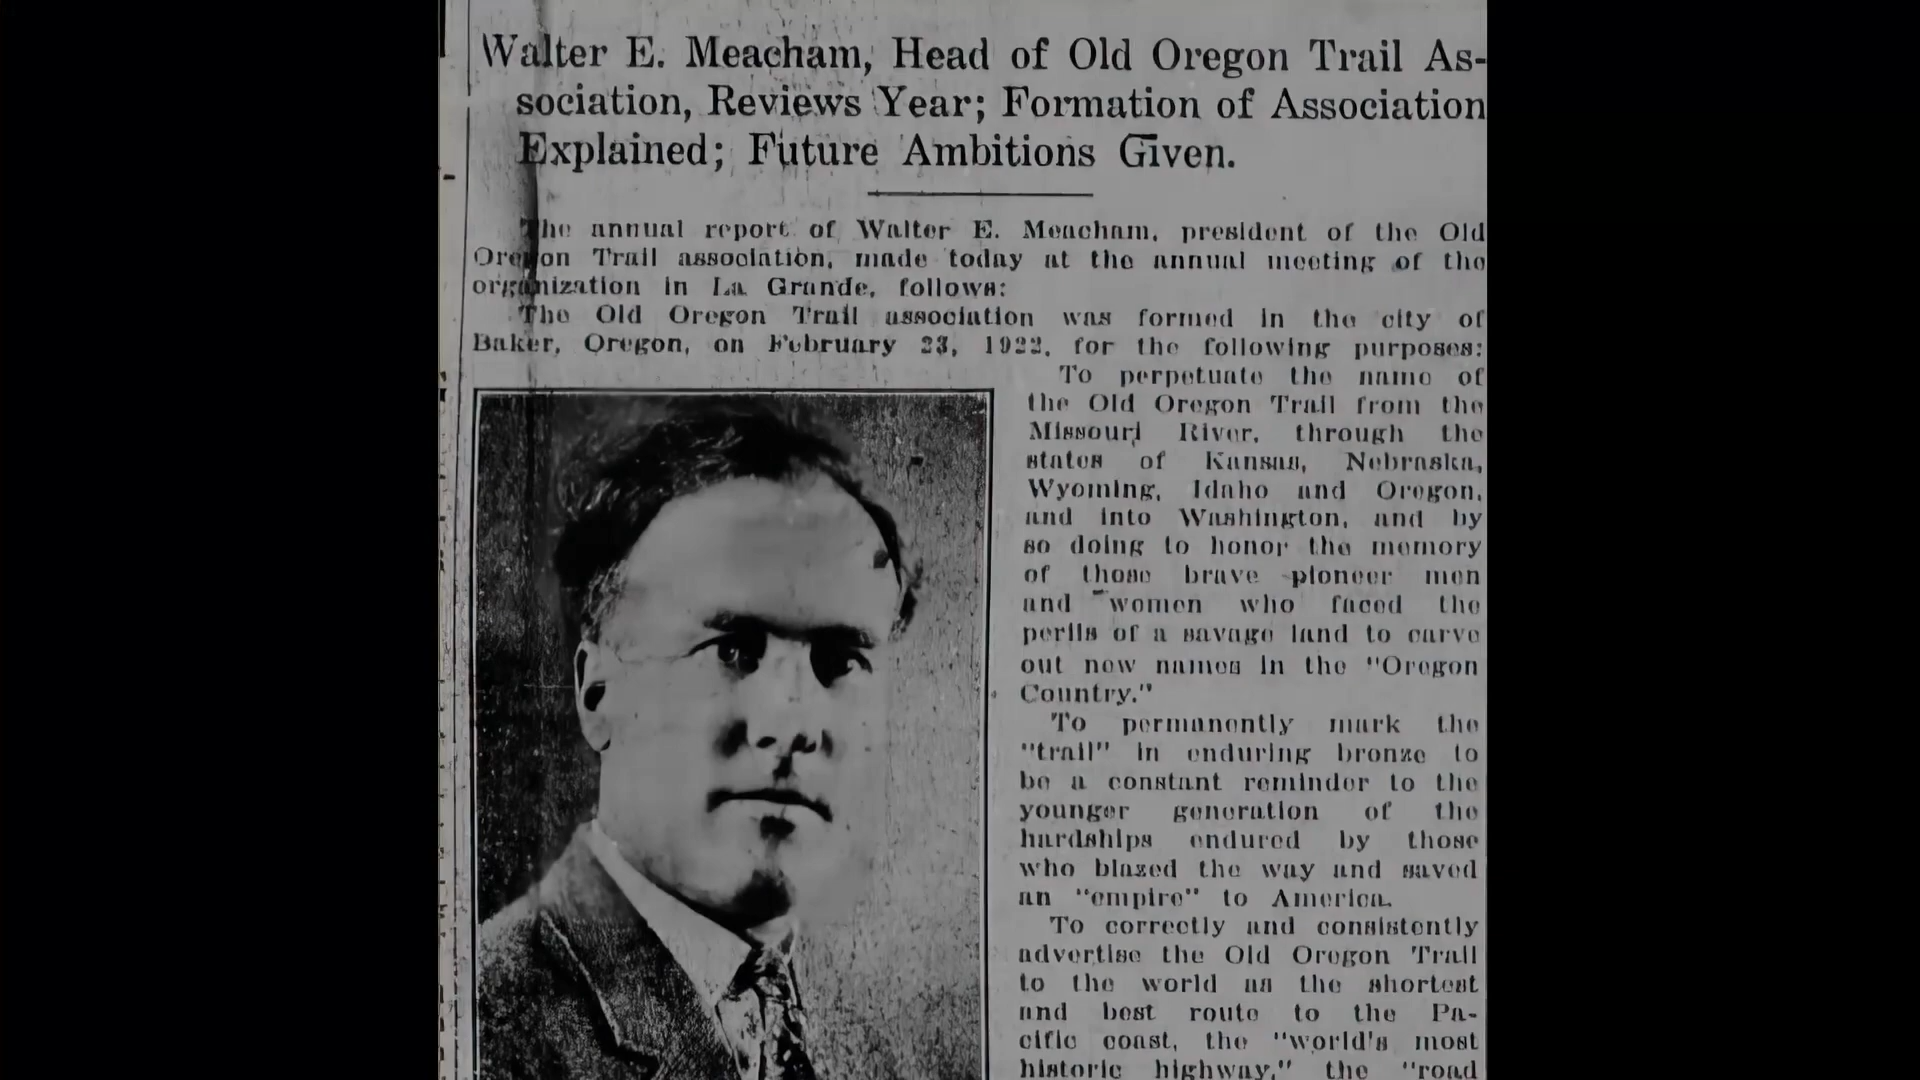 Walter E. Meacham, Head of Old Oregon Trail As-
sociation, Reviews Year; Formation of Association
Explained; Future Ambitions Given.
The annual report of Walter E. Meacham, president of the Old
Oregon Trail association, made today at the annual meeting of the
organization in La Grande, follows:
The Old Oregon Trail association was formed in the city of
Baker, Oregon, on February 23, 1922, for the following purposes:
To perpetuate the name of
the Old Oregon Trail from the
Missouri River, through the
states of Kansas, Nebraska,
Wyoming, Idaho and Oregon,
and into Washington, and by
so doing to honor the memory
of those brave pioneer men
and women who faced the
perils of a savage land to carve
out new names in the "Oregon
Country."
To permanently mark the
"trail" in enduring bronze to
be a constant reminder to the
younger generation of the
hardships endured by those
who blazed the way and saved
an "empire" to America.
To correctly and consistently
advertise the Old Oregon Trail
to the world as the shortest
and best route to the Pa-
cific coast, the "world's most
historic highway," the "road